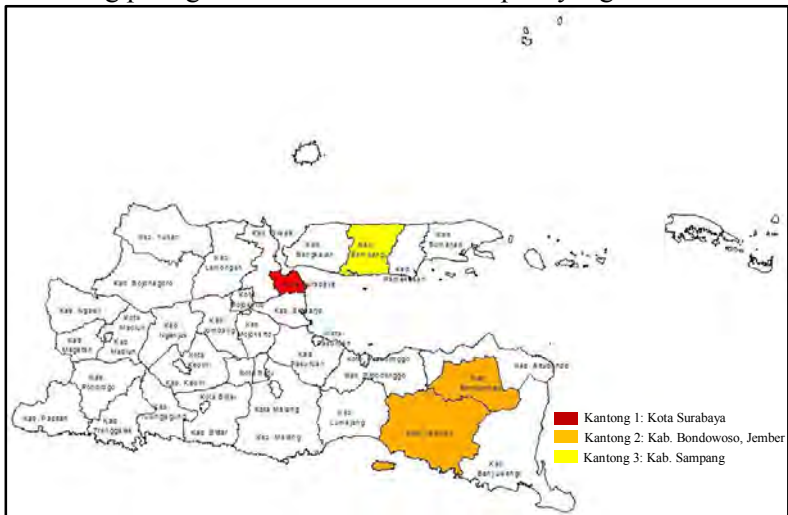 Kab. Tuban
Kab. Gresik
Kab. Lamongan
Kab. Bangkalan
Kab. Sampang
Kab. Sumenep
Kab. Pamekasan
Kab. Bojonegoro
Kota Surabaya
Kab. Ngawi
Kota Madiun
Kab. Nganjuk
Kab. Jombang
Kab. Mojokerto
Kab. Sidoarjo
Kab. Magetan
Kab. Madiun
Kota Kediri
Kab. Pasuruan
Kab. Probolinggo
Kab. Situbondo
Kab. Ponorogo
Kab. Kediri
Kab. Bondowoso
Kab. Pacitan
Kab. Trenggalek
Kab. Tulungagung
Kota Blitar
Kab. Blitar
Kota Malang
Kab. Malang
Kab. Lumajang
Kab. Jember
Kab. Banyuwangi
Kantong 1: Kota Surabaya
Kantong 2: Kab. Bondowoso, Jember
Kantong 3: Kab. Sampang